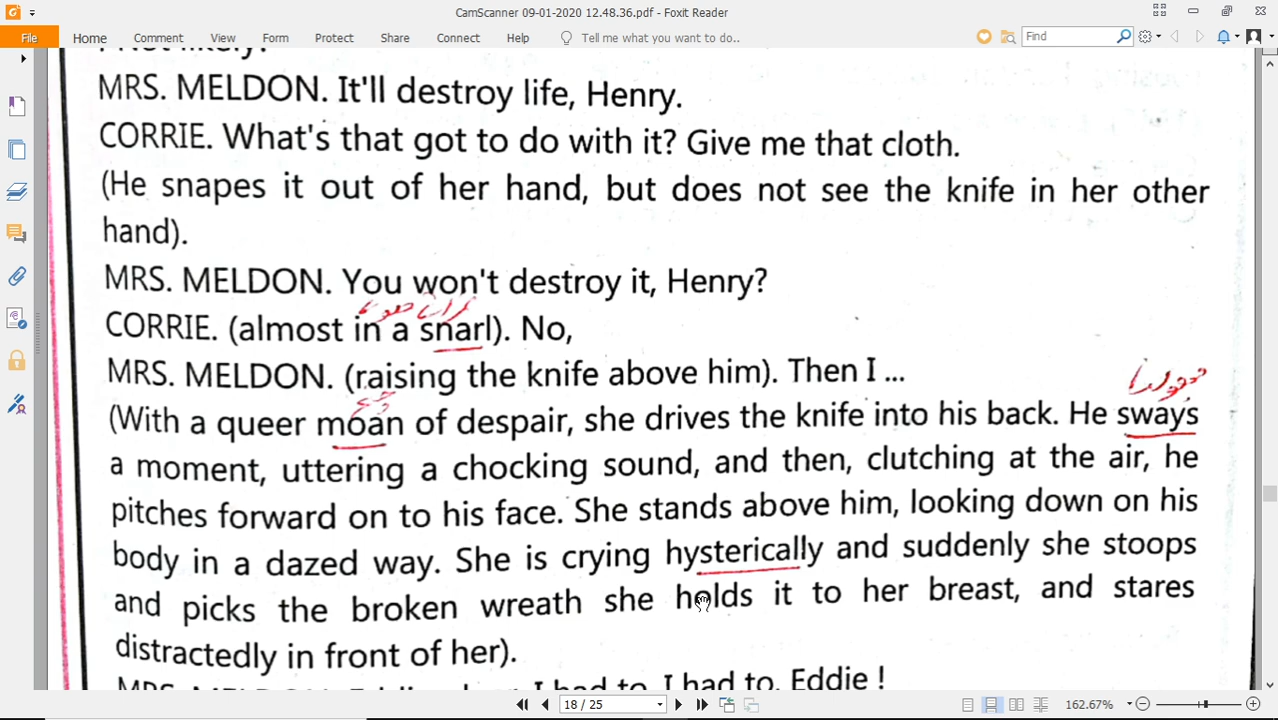 CamScanner 09-01-2020 12.48.36.pdf - Foxit Reader
File Home Comment View Form Protect Share Connect Help Tell me what you want to do.. Find
MRS. MELDON. It'll destroy life, Henry.
CORRIE. What's that got to do with it? Give me that cloth.
(He snapes it out of her hand, but does not see the knife in her other
hand).
MRS. MELDON. You won't destroy it, Henry?
CORRIE. (almost in a snarl). No,
MRS. MELDON. (raising the knife above him). Then I ...
(With a queer moan of despair, she drives the knife into his back. He sways
a moment, uttering a chocking sound, and then, clutching at the air, he
pitches forward on to his face. She stands above him, looking down on his
body in a dazed way. She is crying hysterically and suddenly she stoops
and picks the broken wreath she holds it to her breast, and stares
distractedly in front of her).
I had to, I had to. Eddie !
18 / 25 162.67%